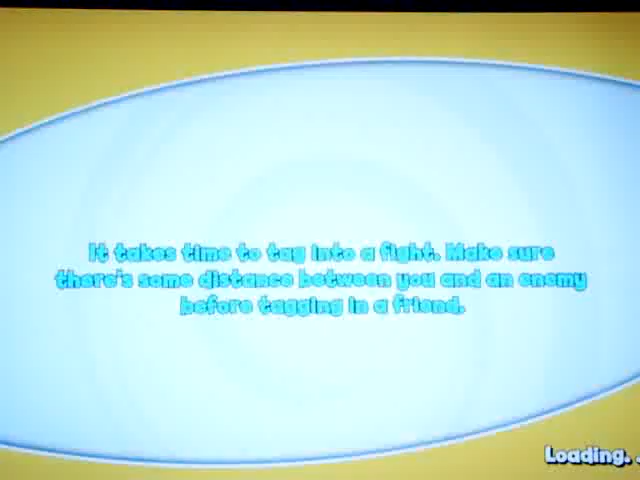 It takes time to tag into a fight. Make sure
there's some distance between you and an enemy
before tagging in a friend.
Loading. .